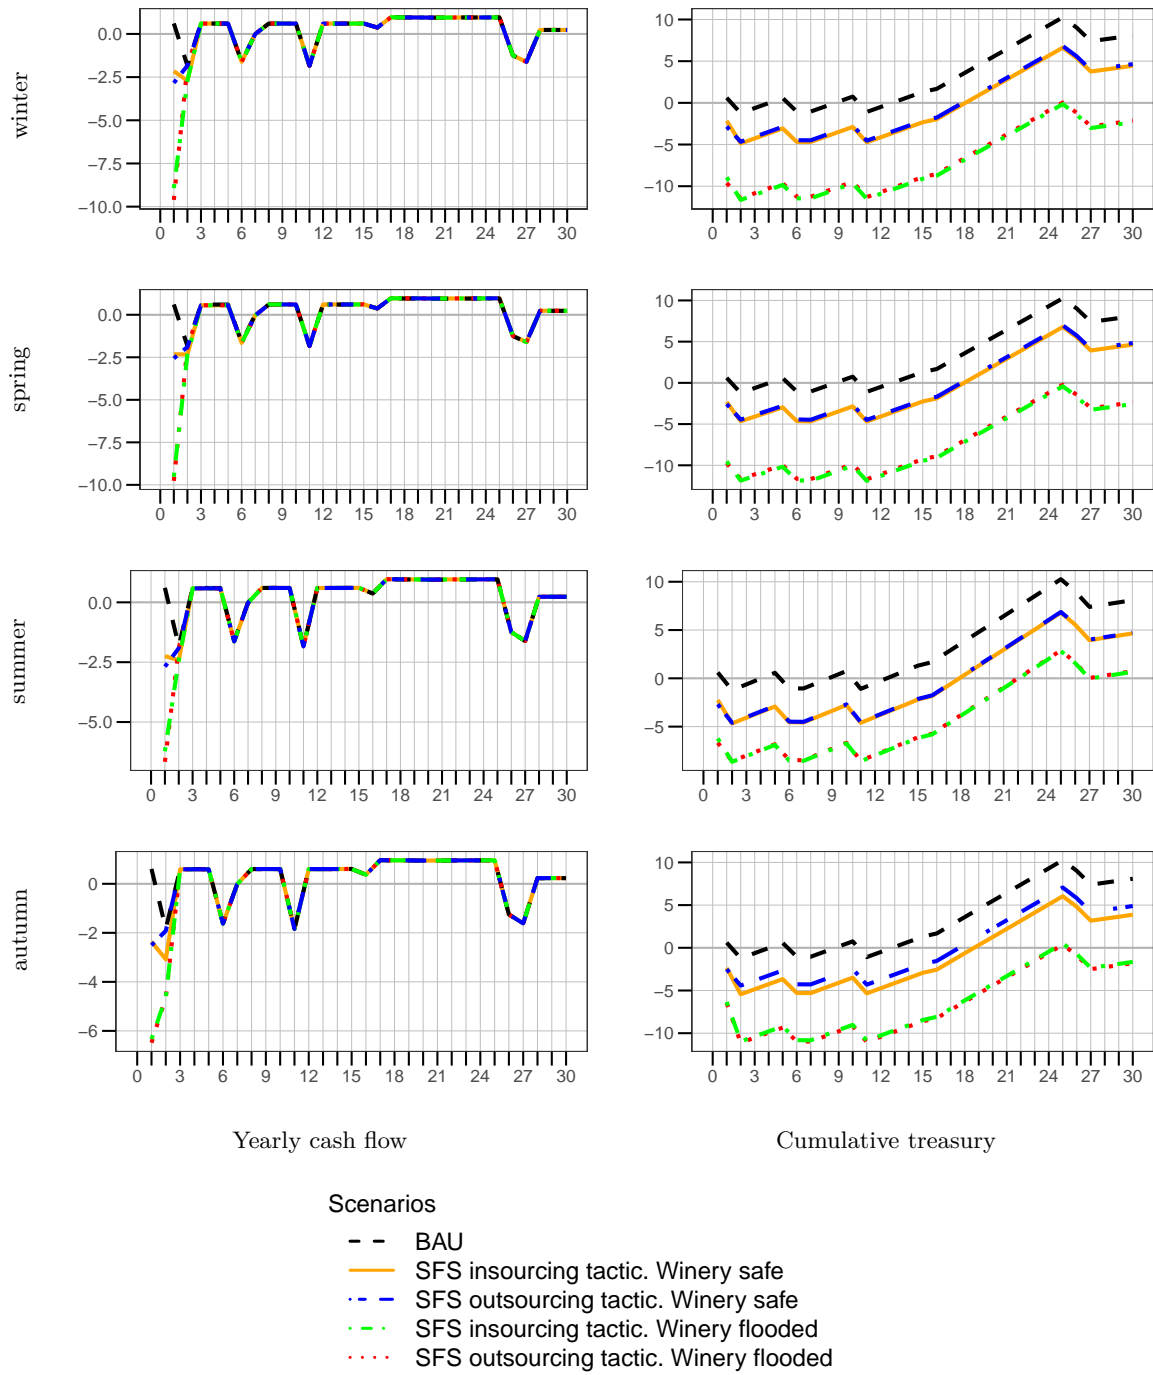 winter
0.0
−2.5
−5.0
−7.5
−10.0
0 3 6 9 12 15 18 21 24 27 30
10
5
0
−5
−10
0 3 6 9 12 15 18 21 24 27 30
spring
0.0
−2.5
−5.0
−7.5
−10.0
0 3 6 9 12 15 18 21 24 27 30
10
5
0
−5
−10
0 3 6 9 12 15 18 21 24 27 30
summer
0.0
−2.5
−5.0
0 3 6 9 12 15 18 21 24 27 30
10
5
0
−5
0 3 6 9 12 15 18 21 24 27 30
autumn
0
−2
−4
−6
0 3 6 9 12 15 18 21 24 27 30
10
5
0
−5
−10
0 3 6 9 12 15 18 21 24 27 30
Yearly cash flow
Cumulative treasury
Scenarios
BAU
SFS insourcing tactic. Winery safe
SFS outsourcing tactic. Winery safe
SFS insourcing tactic. Winery flooded
SFS outsourcing tactic. Winery flooded